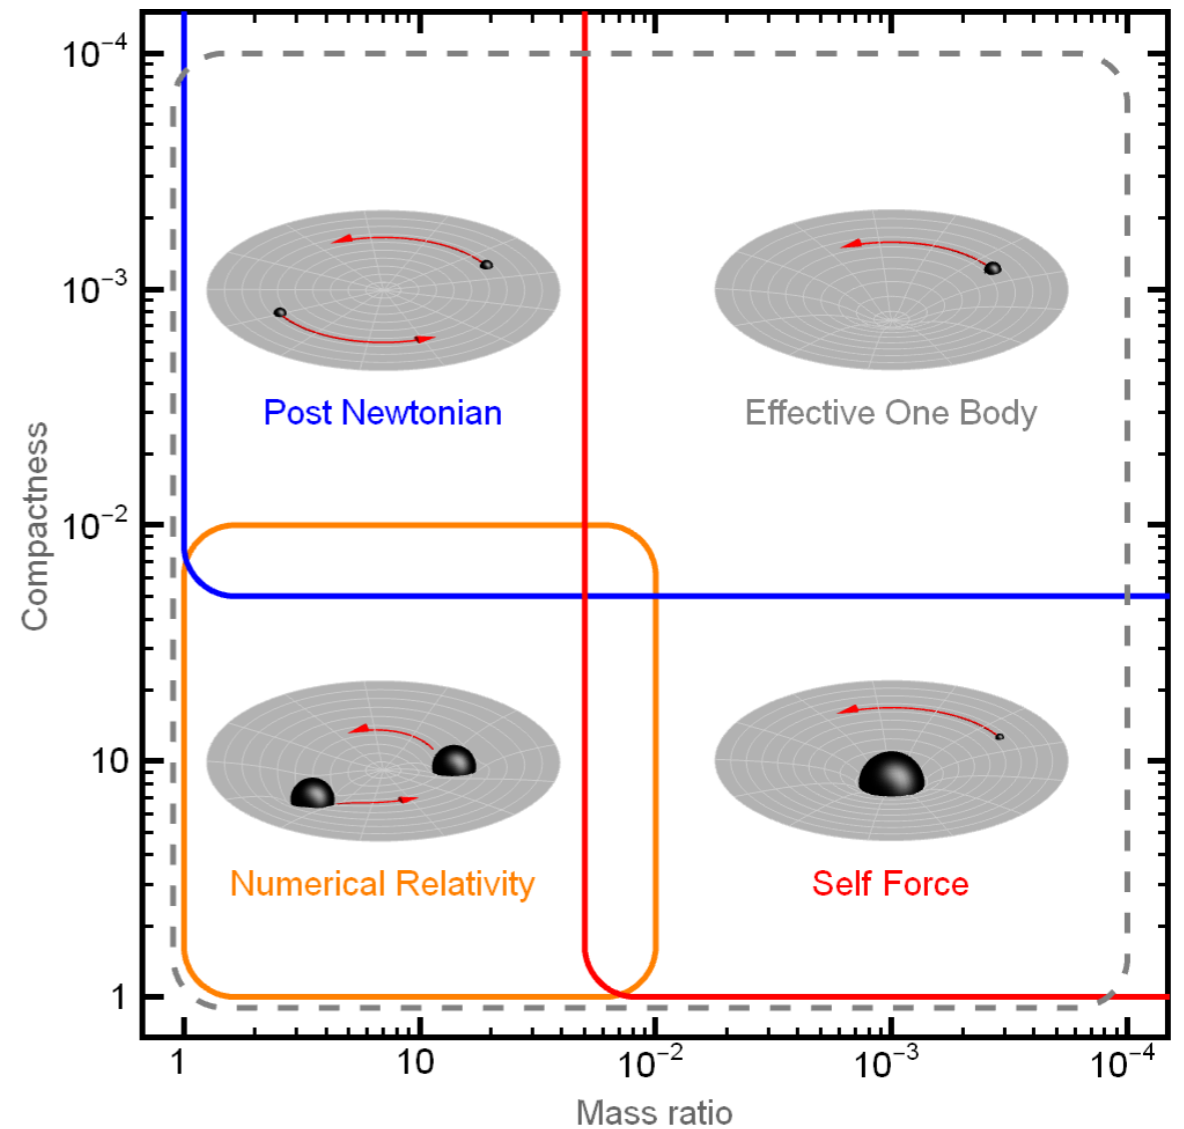 10⁻⁴
10⁻³
10⁻²
10
1
Compactness
Post Newtonian
Effective One Body
Numerical Relativity
Self Force
1
10
10⁻²
10⁻³
10⁻⁴
Mass ratio